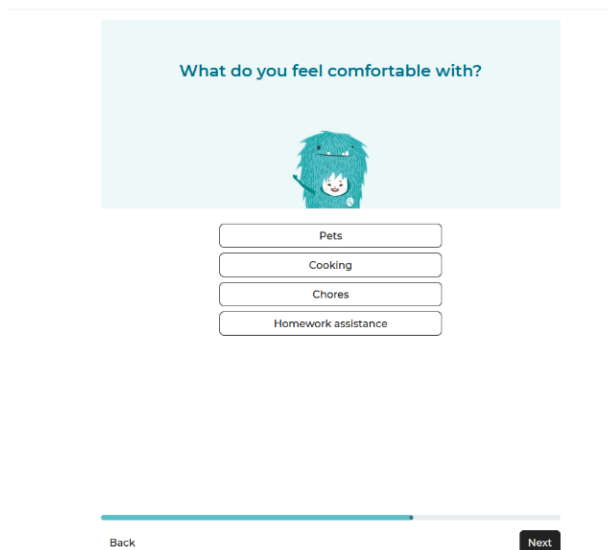 What do you feel comfortable with?
Pets
Cooking
Chores
Homework assistance
Back
Next